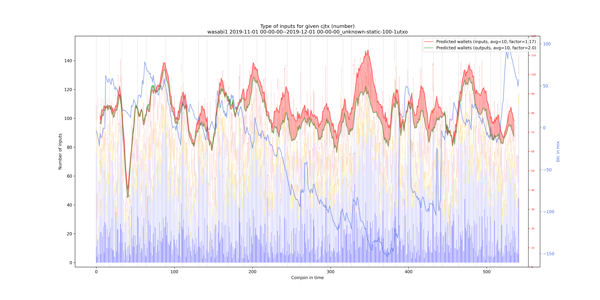 Type of inputs for given cjtx (number)
wasabi1 2019-11-01 00-00-00--2019-12-01 00-00-00_unknown-static-100-1utxo
Predicted wallets (inputs, avg=10, factor=1.17)
Predicted wallets (outputs, avg=10, factor=2.0)
Number of inputs
140
120
100
80
60
40
20
0
0 100 200 300 400 500
Coinjoin in time
100
50
0
−50
−100
−150